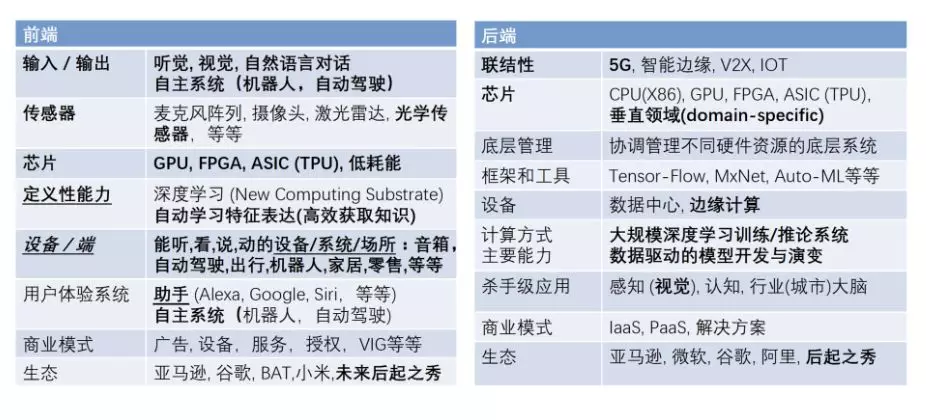 前端
输入 / 输出 听觉, 视觉, 自然语言对话
自主系统（机器人，自动驾驶）
传感器 麦克风阵列, 摄像头, 激光雷达, 光学
传感器，等等
芯片 GPU, FPGA, ASIC (TPU), 低耗能
定义性能力 深度学习 (New Computing Substrate)
自动学习特征表达(高效获取知识)
设备／端 能听,看,说,动的设备/系统/场所：音箱,
自动驾驶,出行,机器人,家居,零售,等等
用户体验系统 助手 (Alexa, Google, Siri，等等)
自主系统（机器人，自动驾驶)
商业模式 广告, 设备，服务，授权，VIG等等
生态 亚马逊, 谷歌, BAT,小米,未来后起之秀
后端
联结性 5G, 智能边缘, V2X, IOT
芯片 CPU(X86), GPU, FPGA, ASIC (TPU),
垂直领域(domain-specific)
底层管理 协调管理不同硬件资源的底层系统
框架和工具 Tensor-Flow, MxNet, Auto-ML等等
设备 数据中心, 边缘计算
计算方式 大规模深度学习训练/推论系统
主要能力 数据驱动的模型开发与演变
杀手级应用 感知 (视觉), 认知, 行业(城市)大脑
商业模式 IaaS, PaaS, 解决方案
生态 亚马逊, 微软, 谷歌, 阿里, 后起之秀